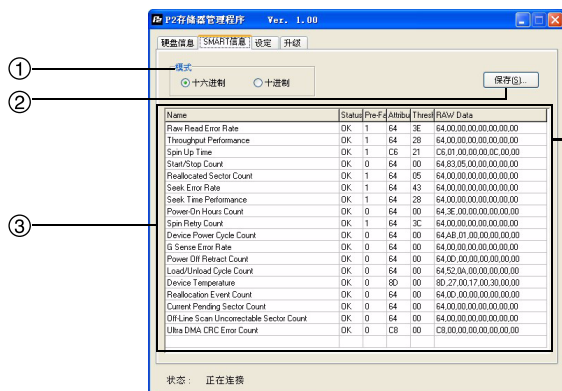 P2存储器管理程序 Ver. 1.00
硬盘信息 SMART信息 设定 升级
① 模式
十六进制 十进制
保存(S)...
②
③
Name Status Pre-Fa Attribu Thresh RAW Data
Raw Read Error Rate OK 1 64 3E 64,00,00,00,00,00,00,00
Throughput Performance OK 1 64 28 64,00,00,00,00,00,00,00
Spin Up Time OK 1 C6 21 C6,01,00,00,00,0C,00,00
Start/Stop Count OK 0 64 00 64,83,05,00,00,00,00,00
Reallocated Sector Count OK 1 64 05 64,00,00,00,00,00,00,00
Seek Error Rate OK 1 64 43 64,00,00,00,00,00,00,00
Seek Time Performance OK 1 64 28 64,00,00,00,00,00,00,00
Power-On Hours Count OK 0 64 00 64,3E,00,00,00,00,00,00
Spin Retry Count OK 1 64 3C 64,00,00,00,00,00,00,00
Device Power Cycle Count OK 0 64 00 64,AB,01,00,00,00,00,00
G Sense Error Rate OK 0 64 00 64,00,00,00,00,00,00,00
Power Off Retract Count OK 0 64 00 64,0D,00,00,00,00,00,00
Load/Unload Cycle Count OK 0 64 00 64,52,0A,00,00,00,00,00
Device Temperature OK 0 8D 00 8D,27,00,17,00,30,00,00
Reallocation Event Count OK 0 64 00 64,0D,00,00,00,00,00,00
Current Pending Sector Count OK 0 64 00 64,00,00,00,00,00,00,00
Off-Line Scan Uncorrectable Sector Count OK 0 64 00 64,00,00,00,00,00,00,00
Ultra DMA CRC Error Count OK 0 C8 00 C8,00,00,00,00,00,00,00
状态： 正在连接